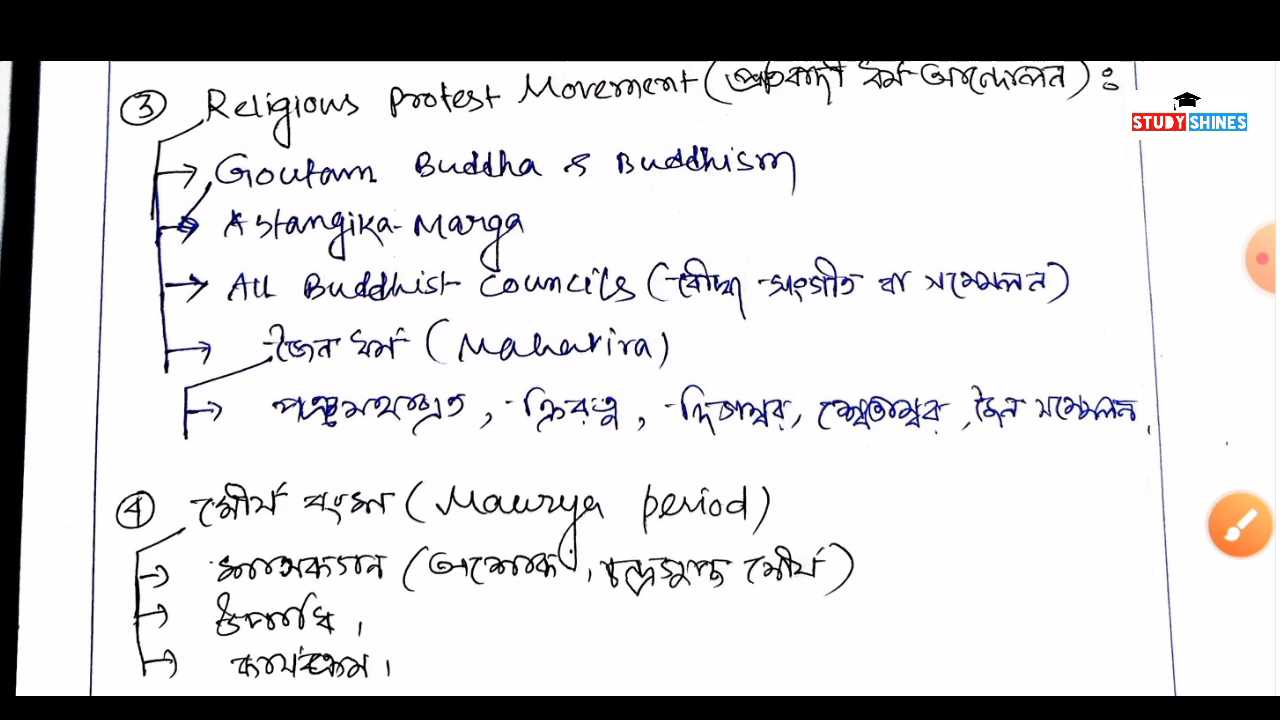 ③ Religious Protest Movement (প্রতিবাদী ধর্ম আন্দোলন) :
STUDY SHINES
→ Goutam Buddha & Buddhism
→ Astangika-Marga
→ All Buddhist Councils (বৌদ্ধ সংগীত বা সম্মেলন)
→ জৈন ধর্ম (Mahavira)
→ পঞ্চমহাব্রত, ত্রিরত্ন, দিগম্বর, শ্বেতাম্বর, জৈন সম্মেলন,
④ মৌর্য বংশ (Maurya period)
→ শাসকগন (অশোক, চন্দ্রগুপ্ত মৌর্য)
→ উপাধি,
→ কার্যক্রম।